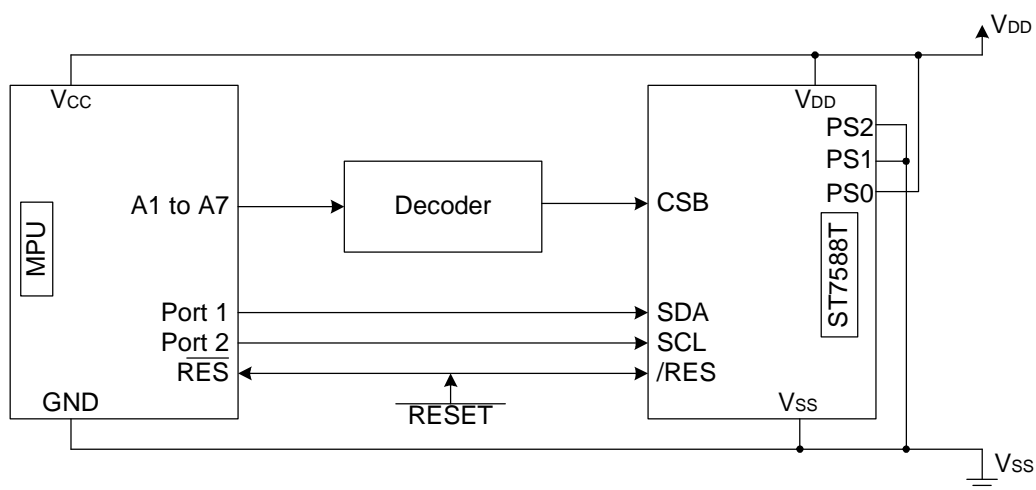 VDD
VCC
VDD
PS2
PS1
PS0
A1 to A7
Decoder
CSB
MPU
ST7588T
Port 1
SDA
Port 2
SCL
RES
/RES
GND
RESET
VSS
VSS